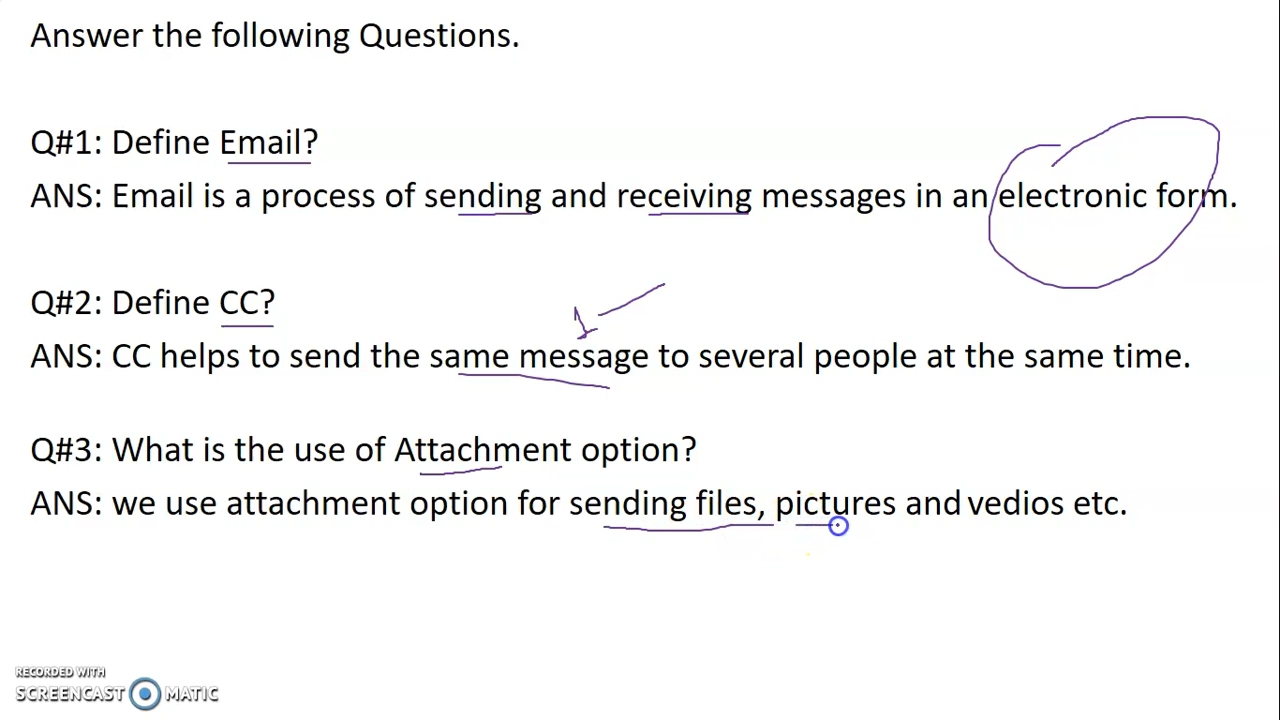 Answer the following Questions.
Q#1: Define Email?
ANS: Email is a process of sending and receiving messages in an electronic form.
Q#2: Define CC?
ANS: CC helps to send the same message to several people at the same time.
Q#3: What is the use of Attachment option?
ANS: we use attachment option for sending files, pictures and vedios etc.
RECORDED WITH
SCREENCAST MATIC